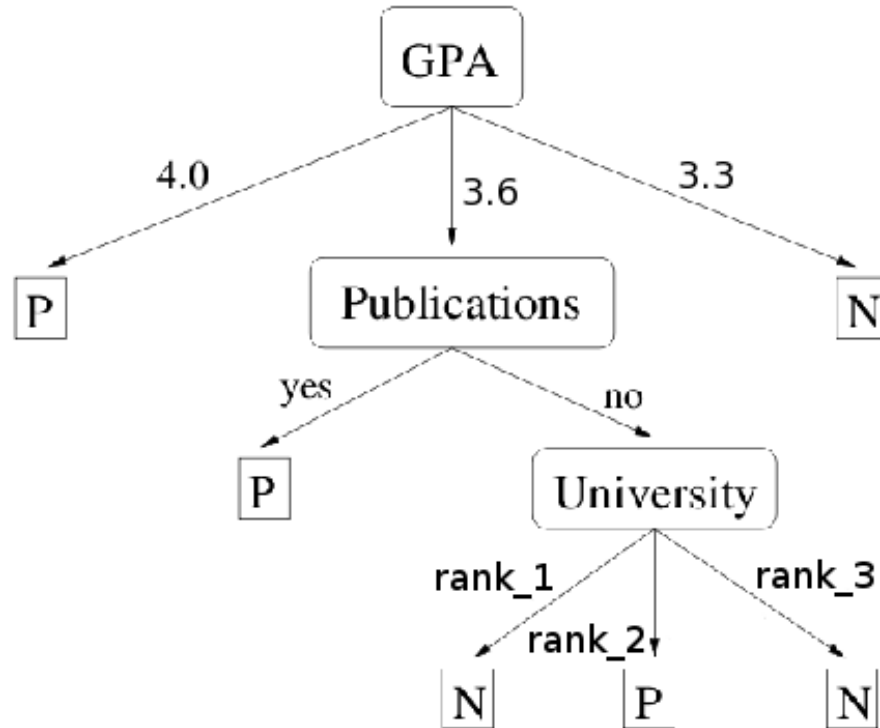 GPA
4.0
3.6
3.3
P
Publications
N
yes
no
P
University
rank_1
rank_2
rank_3
N
P
N